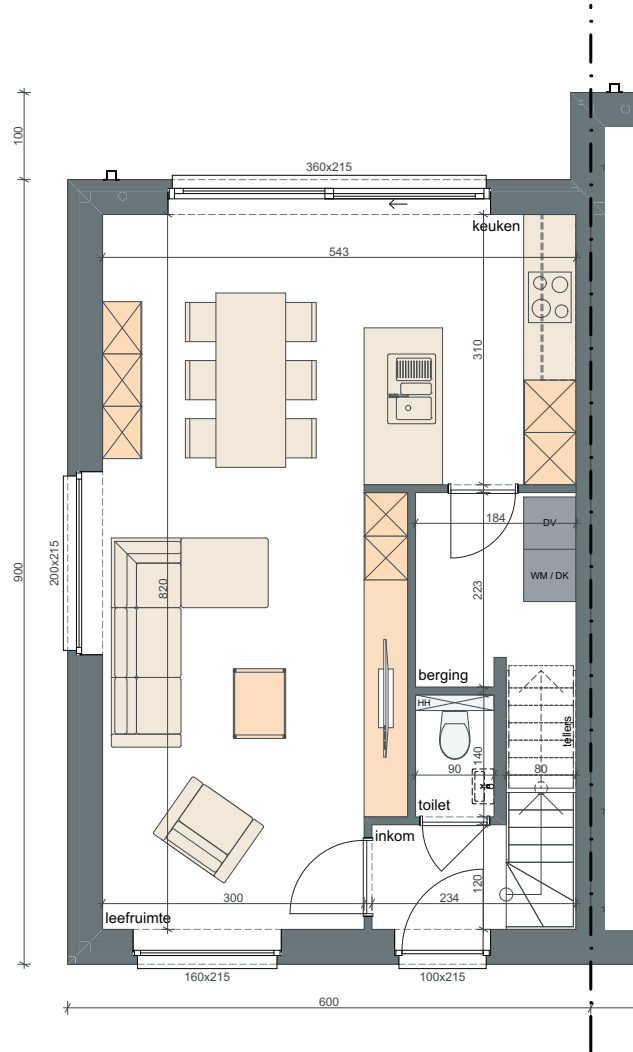 100
360x215
keuken
543
310
184
DV
WM / DK
200x215
900
820
223
berging
HH
tellers
140
90
80
toilet
inkom
120
300
234
leefruimte
160x215
100x215
600